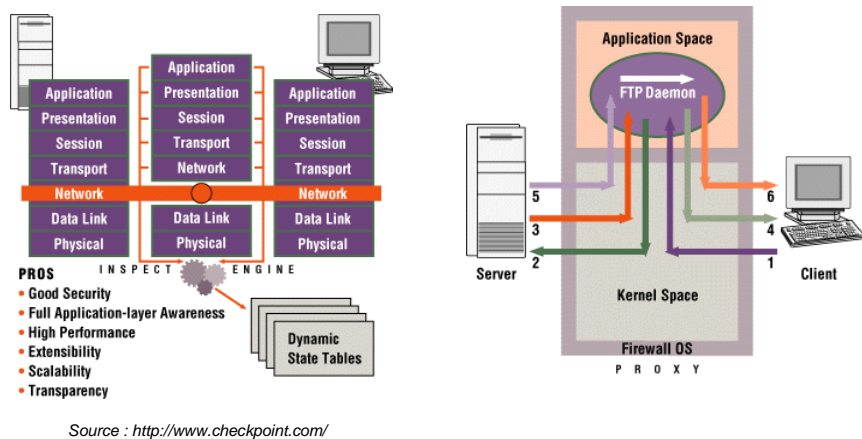 Application
Presentation
Session
Transport
Network
Data Link
Physical
Application
Presentation
Session
Transport
Network
Data Link
Physical
Application
Presentation
Session
Transport
Network
Data Link
Physical
INSPECT ENGINE
Dynamic
State Tables
PROS
• Good Security
• Full Application-layer Awareness
• High Performance
• Extensibility
• Scalability
• Transparency
Source : http://www.checkpoint.com/
Application Space
FTP Daemon
5
3
2
6
4
1
Server
Client
Kernel Space
Firewall OS
PROXY